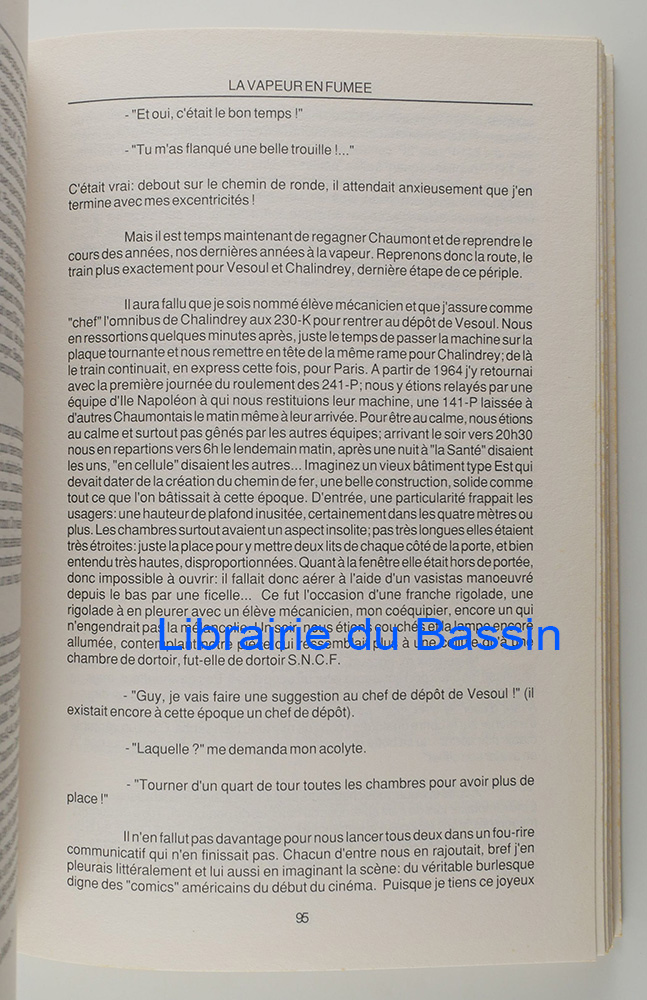 LA VAPEUR EN FUMEE
- "Et oui, c'était le bon temps !"
- "Tu m'as flanqué une belle trouille !..."
C'était vrai: debout sur le chemin de ronde, il attendait anxieusement que j'en
termine avec mes excentricités !
Mais il est temps maintenant de regagner Chaumont et de reprendre le
cours des années, nos dernières années à la vapeur. Reprenons donc la route, le
train plus exactement pour Vesoul et Chalindrey, dernière étape de ce périple.
Il aura fallu que je sois nommé élève mécanicien et que j'assure comme
"chef" l'omnibus de Chalindrey aux 230-K pour rentrer au dépôt de Vesoul. Nous
en ressortions quelques minutes après, juste le temps de passer la machine sur la
plaque tournante et nous remettre en tête de la même rame pour Chalindrey; de là
le train continuait, en express cette fois, pour Paris. A partir de 1964 j'y retournai
avec la première journée du roulement des 241-P; nous y étions relayés par une
équipe d'Ile Napoléon à qui nous restituions leur machine, une 141-P laissée à
d'autres Chaumontais le matin même à leur arrivée. Pour être au calme, nous étions
au calme et surtout pas gênés par les autres équipes; arrivant le soir vers 20h30
nous en repartions vers 6h le lendemain matin, après une nuit à "la Santé" disaient
les uns, "en cellule" disaient les autres... Imaginez un vieux bâtiment type Est qui
devait dater de la création du chemin de fer, une belle construction, solide comme
tout ce que l'on bâtissait à cette époque. D'entrée, une particularité frappait les
usagers: une hauteur de plafond inusitée, certainement dans les quatre mètres ou
plus. Les chambres surtout avaient un aspect insolite; pas très longues elles étaient
très étroites: juste la place pour y mettre deux lits de chaque côté de la porte, et bien
entendu très hautes, disproportionnées. Quant à la fenêtre elle était hors de portée,
donc impossible à ouvrir: il fallait donc aérer à l'aide d'un vasistas manoeuvré
depuis le bas par une ficelle... Ce fut l'occasion d'une franche rigolade, une
rigolade à en pleurer avec un élève mécanicien, mon coéquipier, encore un qui
n'engendrait pas la mélancolie. Un soir, nous étions couchés et la lampe encore
allumée, contemplant notre pièce qui ressemblait plus à une cellule qu'à une
chambre de dortoir, fut-elle de dortoir S.N.C.F.
Librairie du Bassin
- "Guy, je vais faire une suggestion au chef de dépôt de Vesoul !" (il
existait encore à cette époque un chef de dépôt).
- "Laquelle ?" me demanda mon acolyte.
- "Tourner d'un quart de tour toutes les chambres pour avoir plus de
place !"
Il n'en fallut pas davantage pour nous lancer tous deux dans un fou-rire
communicatif qui n'en finissait pas. Chacun d'entre nous en rajoutait, bref j'en
pleurais littéralement et lui aussi en imaginant la scène: du véritable burlesque
digne des "comics" américains du début du cinéma. Puisque je tiens ce joyeux
95